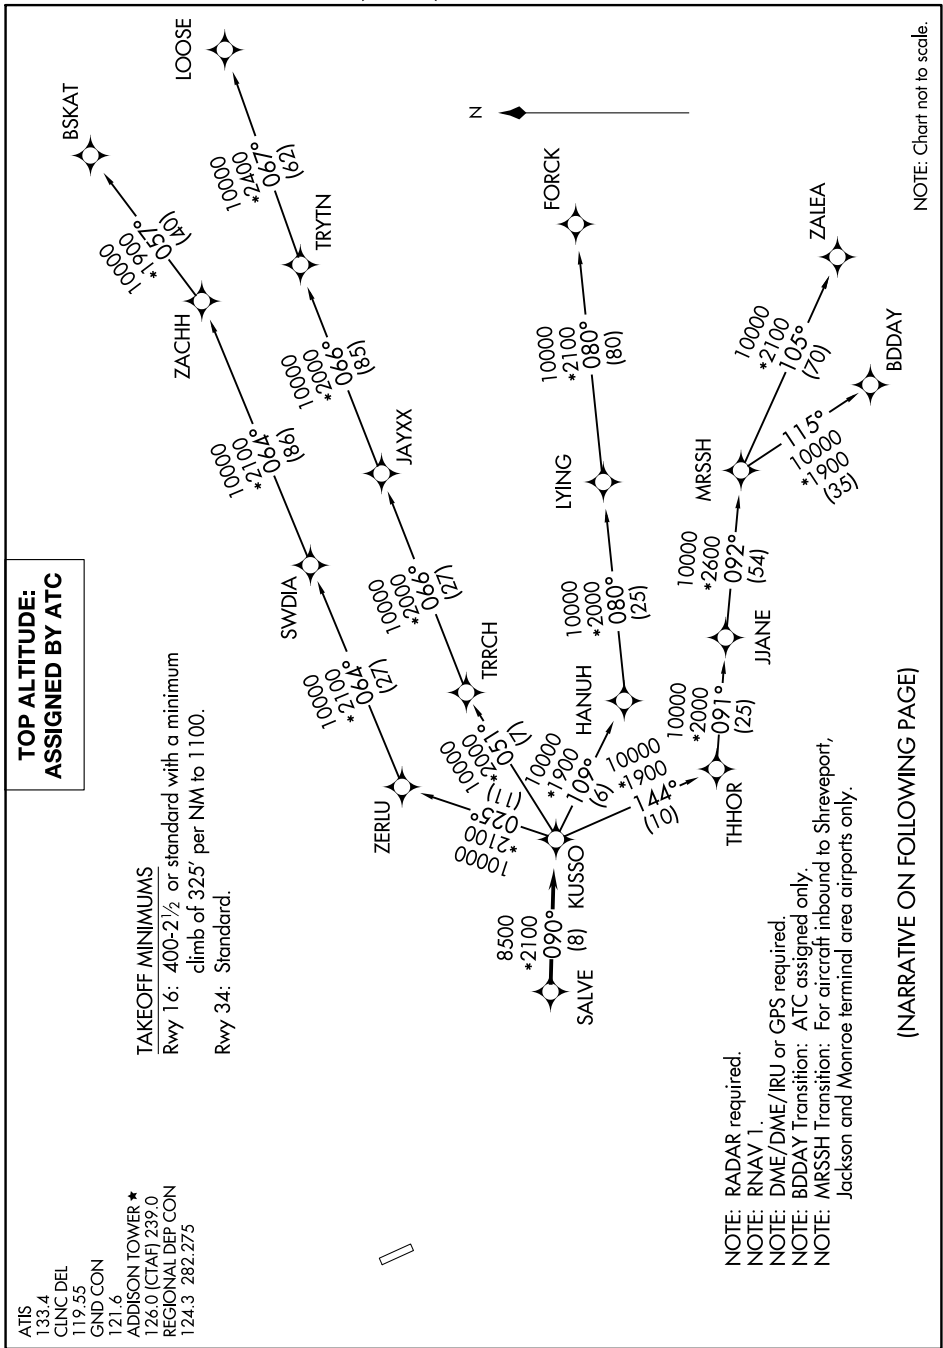 ATIS
133.4
CLNC DEL
119.55
GND CON
121.6
ADDISON TOWER ★
126.0 (CTAF) 239.0
REGIONAL DEP CON
124.3 282.275
TOP ALTITUDE:
ASSIGNED BY ATC
TAKEOFF MINIMUMS
Rwy 16: 400-2½ or standard with a minimum
climb of 325' per NM to 1100.
Rwy 34: Standard.
BSKAT
10000
*1900
057°
(40)
ZACHH
10000
*2100
064°
(86)
SWDIA
10000
*2100
064°
(27)
ZERLU
10000
*2100
025°
(11)
LOOSE
10000
*2400
067°
(62)
TRYTN
10000
*2000
066°
(85)
JAYXX
10000
*2000
066°
(27)
TRRCH
10000
*2000
051°
(7)
N
FORCK
10000
*2100
080°
(80)
LYING
10000
*2000
080°
(25)
HANUH
10000
*1900
109°
(6)
SALVE
8500
*2100
090°
(8)
KUSSO
10000
*1900
144°
(10)
THHOR
10000
*2000
091°
(25)
JJANE
10000
*2600
092°
(54)
MRSSH
10000
*2100
105°
(70)
ZALEA
115°
10000
*1900
(35)
BDDAY
NOTE: RADAR required.
NOTE: RNAV 1.
NOTE: DME/DME/IRU or GPS required.
NOTE: BDDAY Transition: ATC assigned only.
NOTE: MRSSH Transition: For aircraft inbound to Shreveport,
Jackson and Monroe terminal area airports only.
(NARRATIVE ON FOLLOWING PAGE)
NOTE: Chart not to scale.